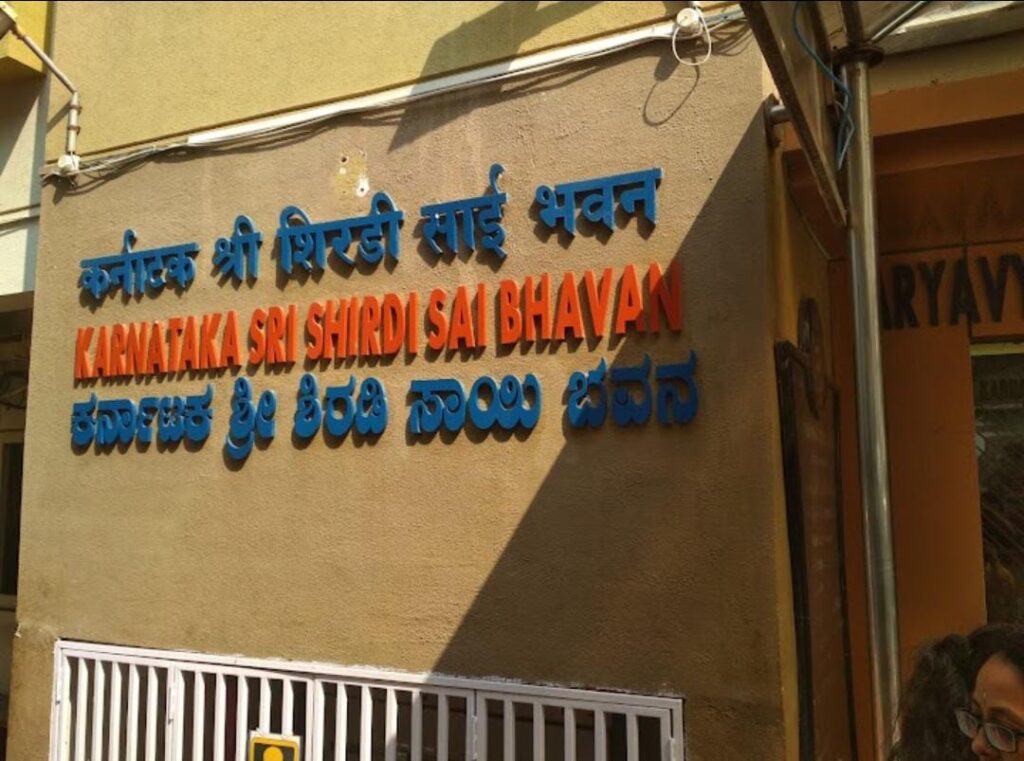 कर्नाटक श्री शिरडी साई भवन
KARNATAKA SRI SHIRDI SAI BHAVAN
ಕರ್ನಾಟಕ ಶ್ರೀ ಶಿರಡಿ ಸಾಯಿ ಭವನ